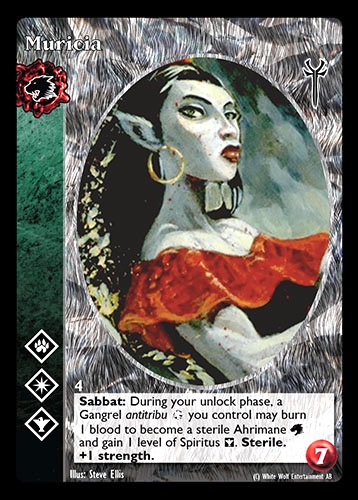 Muricia
4
Sabbat: During your unlock phase, a
Gangrel antitribu you control may burn
1 blood to become a sterile Ahrimane
and gain 1 level of Spiritus . Sterile.
+1 strength.
7
Illus: Steve Ellis
(C) White Wolf Entertainment AB